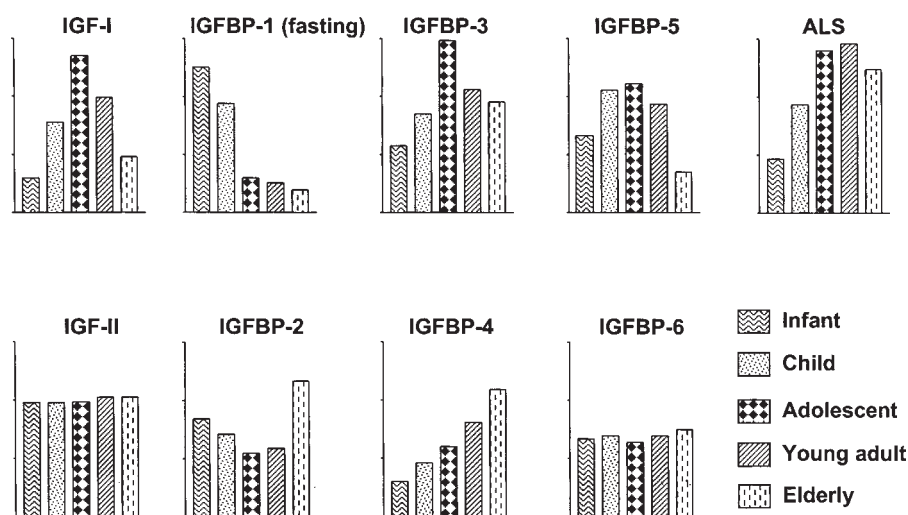 IGF-I
IGFBP-1 (fasting)
IGFBP-3
IGFBP-5
ALS
IGF-II
IGFBP-2
IGFBP-4
IGFBP-6
Infant
Child
Adolescent
Young adult
Elderly